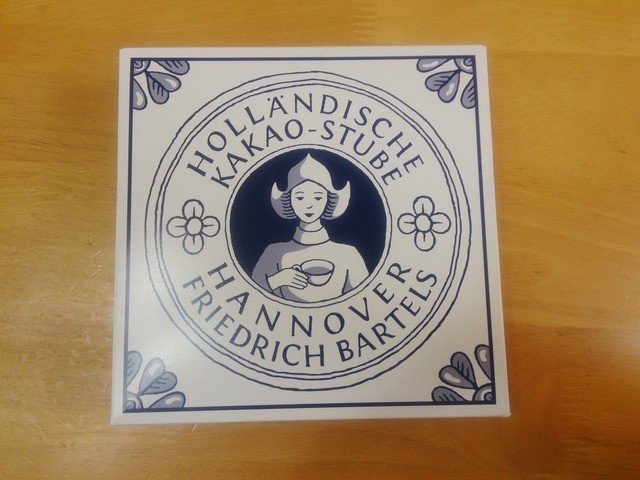 HOLLÄNDISCHE
KAKAO-STUBE
HANNOVER
FRIEDRICH BARTELS